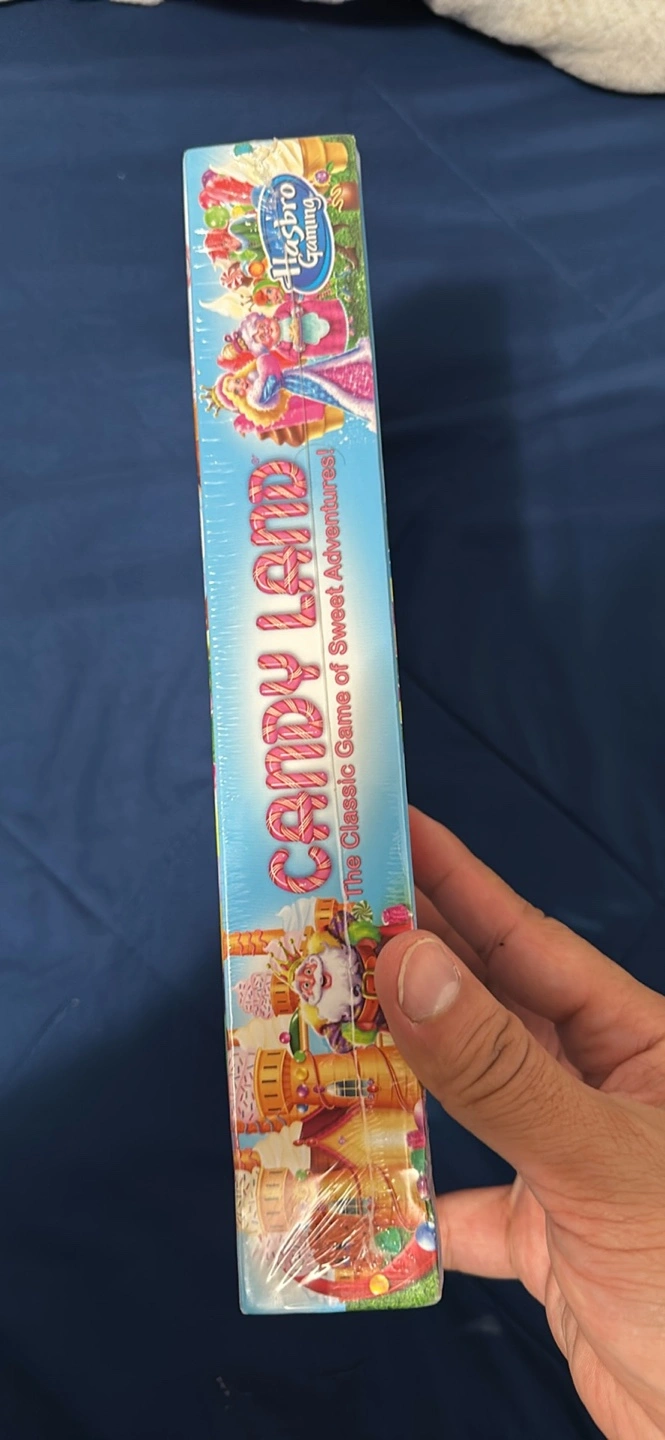 CANDY LAND
The Classic Game of Sweet Adventures!
Hasbro
Gaming